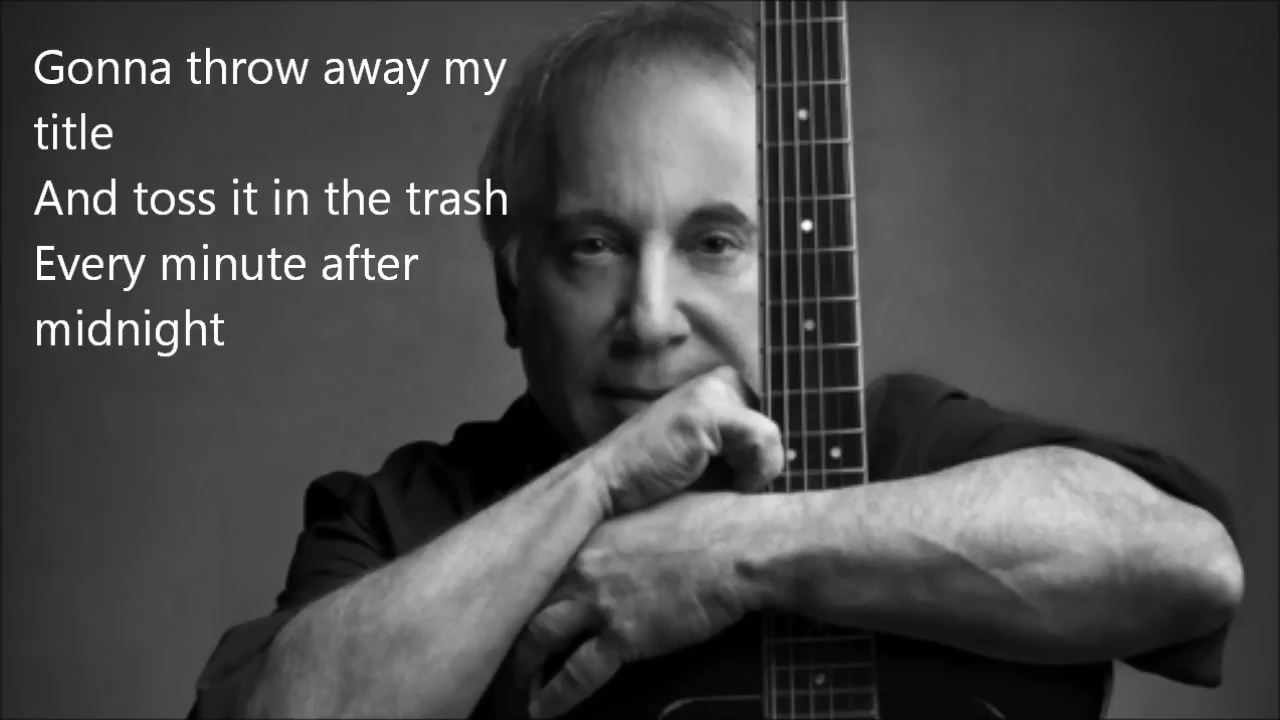 Gonna throw away my
title
And toss it in the trash
Every minute after
midnight